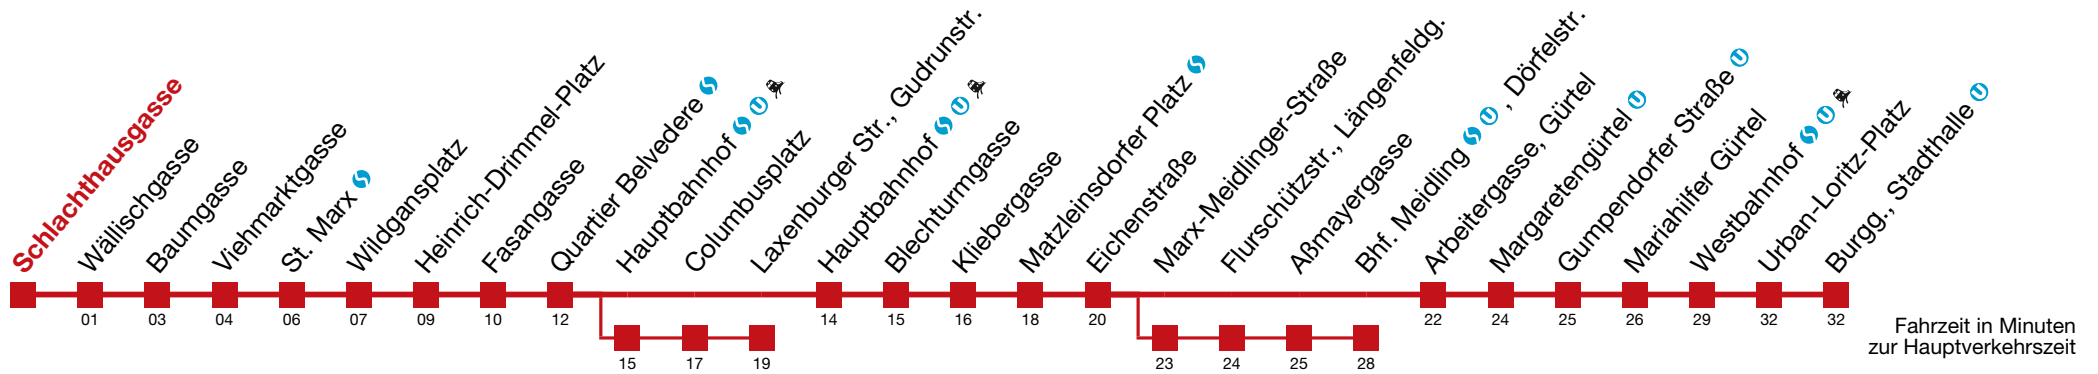 Schlachthausgasse
Wällischgasse
Baumgasse
Viehmarktgasse
St. Marx S
Wildgansplatz
Heinrich-Drimmel-Platz
Fasangasse
Quartier Belvedere S
Hauptbahnhof S U
Columbusplatz
Laxenburger Str., Gudrunstr.
Hauptbahnhof S U
Blechturmgasse
Kliebergasse
Matzleinsdorfer Platz S
Eichenstraße
Marx-Meidlinger-Straße
Flurschützstr., Längenfeldg.
Aßmayergasse
Bhf. Meidling S U , Dörfelstr.
Arbeitergasse, Gürtel
Margaretengürtel U
Gumpendorfer Straße U
Mariahilfer Gürtel
Westbahnhof S U
Urban-Loritz-Platz
Burgg., Stadthalle U
01 03 04 06 07 09 10 12 14 15 16 18 20 22 24 25 26 29 32 32
15 17 19 23 24 25 28
Fahrzeit in Minuten
zur Hauptverkehrszeit